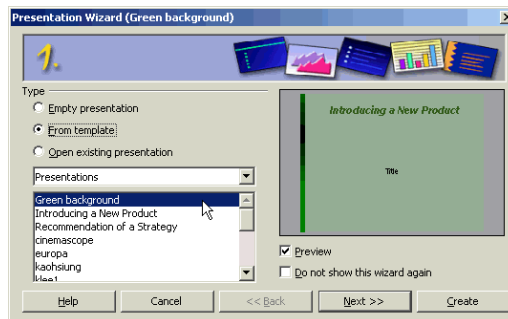 Presentation Wizard (Green background)
1.
Type
Empty presentation
From template
Open existing presentation
Presentations
Green background
Introducing a New Product
Recommendation of a Strategy
cinemascope
europa
kaohsiung
klee1
Introducing a New Product
Title
Preview
Do not show this wizard again
Help
Cancel
<< Back
Next >>
Create